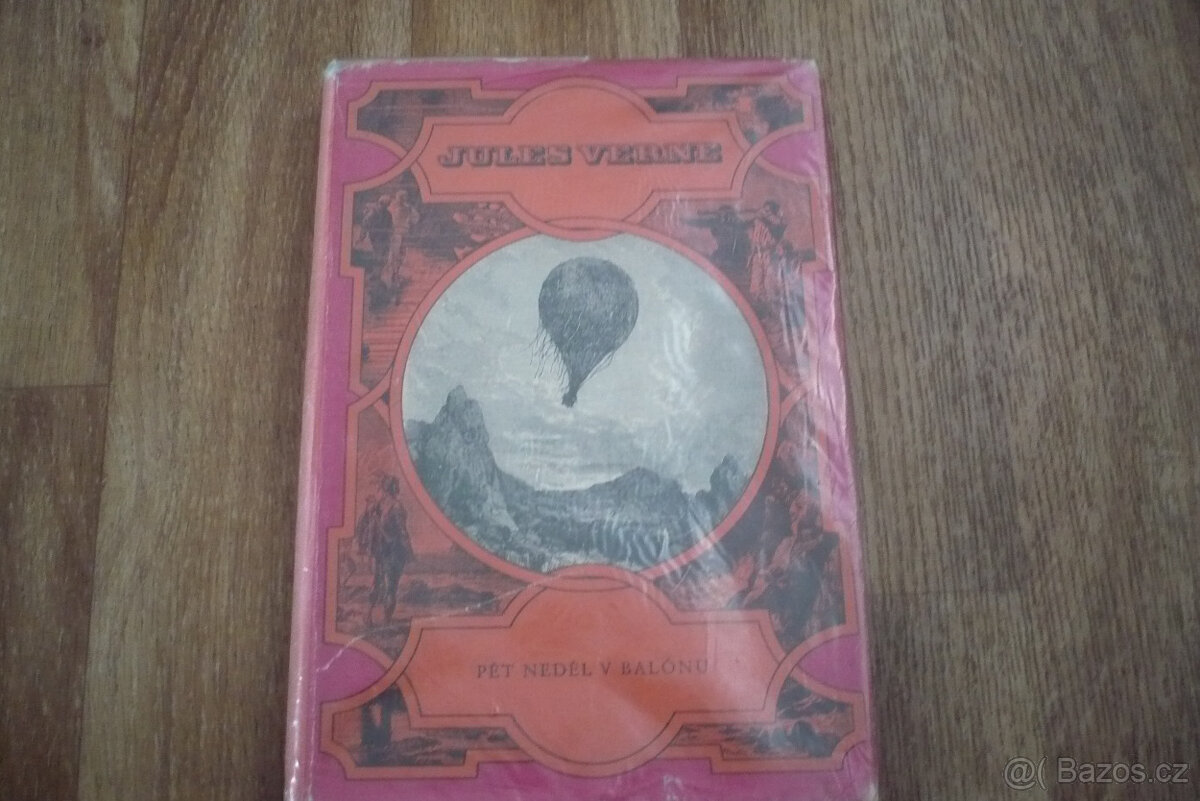 JULES VERNE
PĚT NEDĚL V BALÓNU
@( Bazos.cz